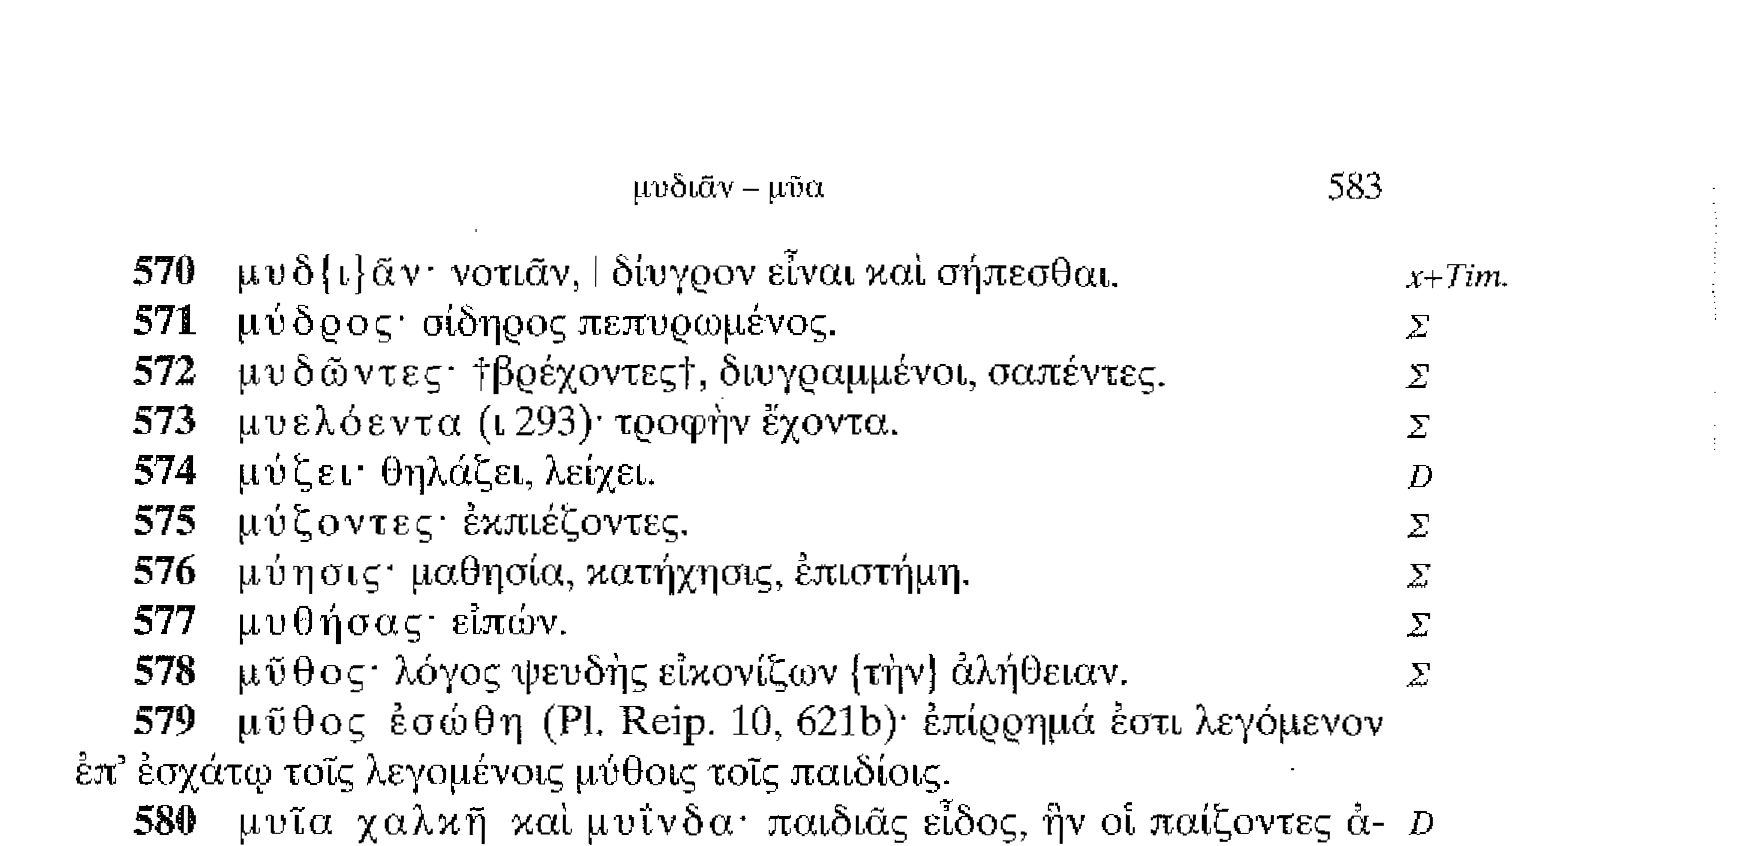 μυδιᾶν – μῦα 583
570 μυδ{ι}ᾶν· νοτιᾶν, | δίυγρον εἶναι καὶ σήπεσθαι. x+Tim.
571 μύδρος· σίδηρος πεπυρωμένος. Σ
572 μυδῶντες· †βρέχοντες†, διυγραμμένοι, σαπέντες. Σ
573 μυελόεντα (ι 293)· τροφὴν ἔχοντα. Σ
574 μύζει· θηλάζει, λείχει. D
575 μύζοντες· ἐκπιέζοντες. Σ
576 μύησις· μαθησία, κατήχησις, ἐπιστήμη. Σ
577 μυθήσας· εἰπών. Σ
578 μῦθος· λόγος ψευδὴς εἰκονίζων {τὴν} ἀλήθειαν. Σ
579 μῦθος ἐσώθη (Pl. Reip. 10, 621b)· ἐπίρρημά ἐστι λεγόμενον
ἐπ’ ἐσχάτῳ τοῖς λεγομένοις μύθοις τοῖς παιδίοις.
580 μυῖα χαλκῆ καὶ μυΐνδα· παιδιᾶς εἶδος, ἣν οἱ παίζοντες ἀ- D